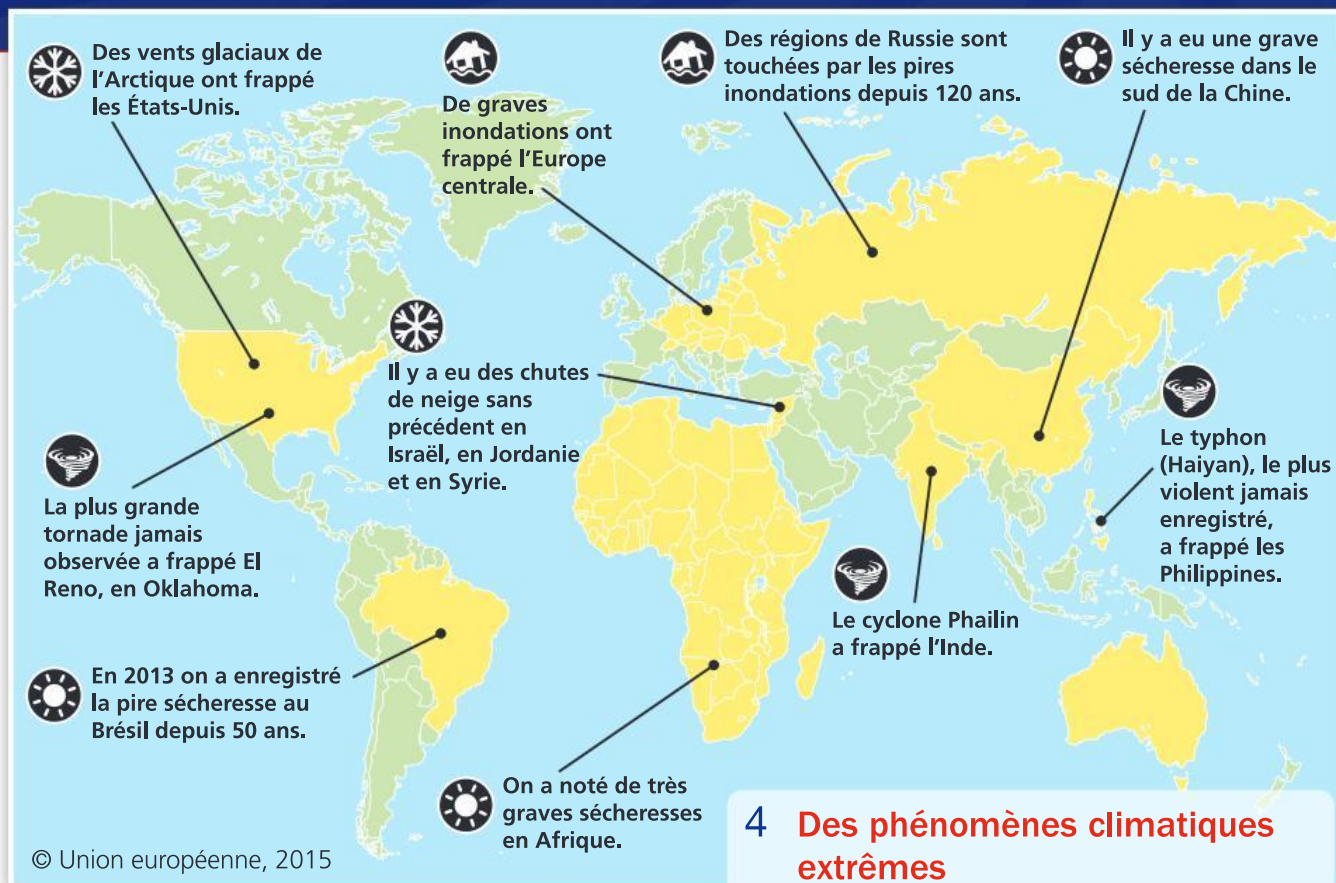 Des vents glaciaux de
l'Arctique ont frappé
les États-Unis.
De graves
inondations ont
frappé l'Europe
centrale.
Des régions de Russie sont
touchées par les pires
inondations depuis 120 ans.
Il y a eu une grave
sécheresse dans le
sud de la Chine.
Il y a eu des chutes
de neige sans
précédent en
Israël, en Jordanie
et en Syrie.
La plus grande
tornade jamais
observée a frappé El
Reno, en Oklahoma.
Le typhon
(Haiyan), le plus
violent jamais
enregistré,
a frappé les
Philippines.
Le cyclone Phailin
a frappé l'Inde.
En 2013 on a enregistré
la pire sécheresse au
Brésil depuis 50 ans.
On a noté de très
graves sécheresses
en Afrique.
© Union européenne, 2015
4 Des phénomènes climatiques
extrêmes